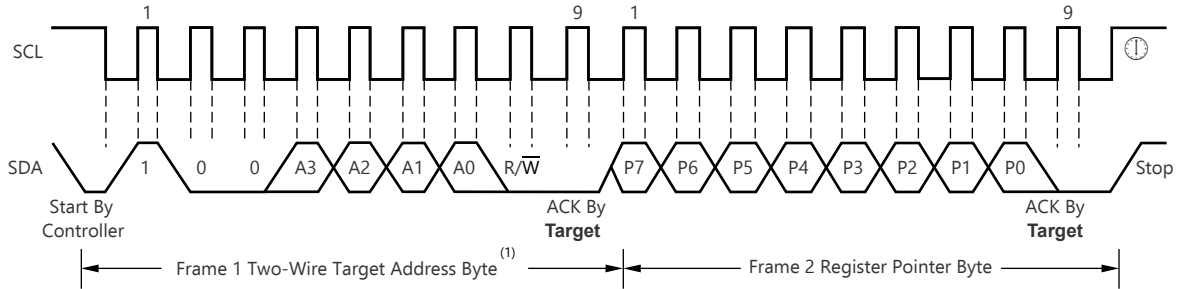 1 9 1 9
SCL
SDA 1 0 0 A3 A2 A1 A0 R/W̅ P7 P6 P5 P4 P3 P2 P1 P0 Stop
Start By
Controller
ACK By
Target
ACK By
Target
Frame 1 Two-Wire Target Address Byte (1)
Frame 2 Register Pointer Byte